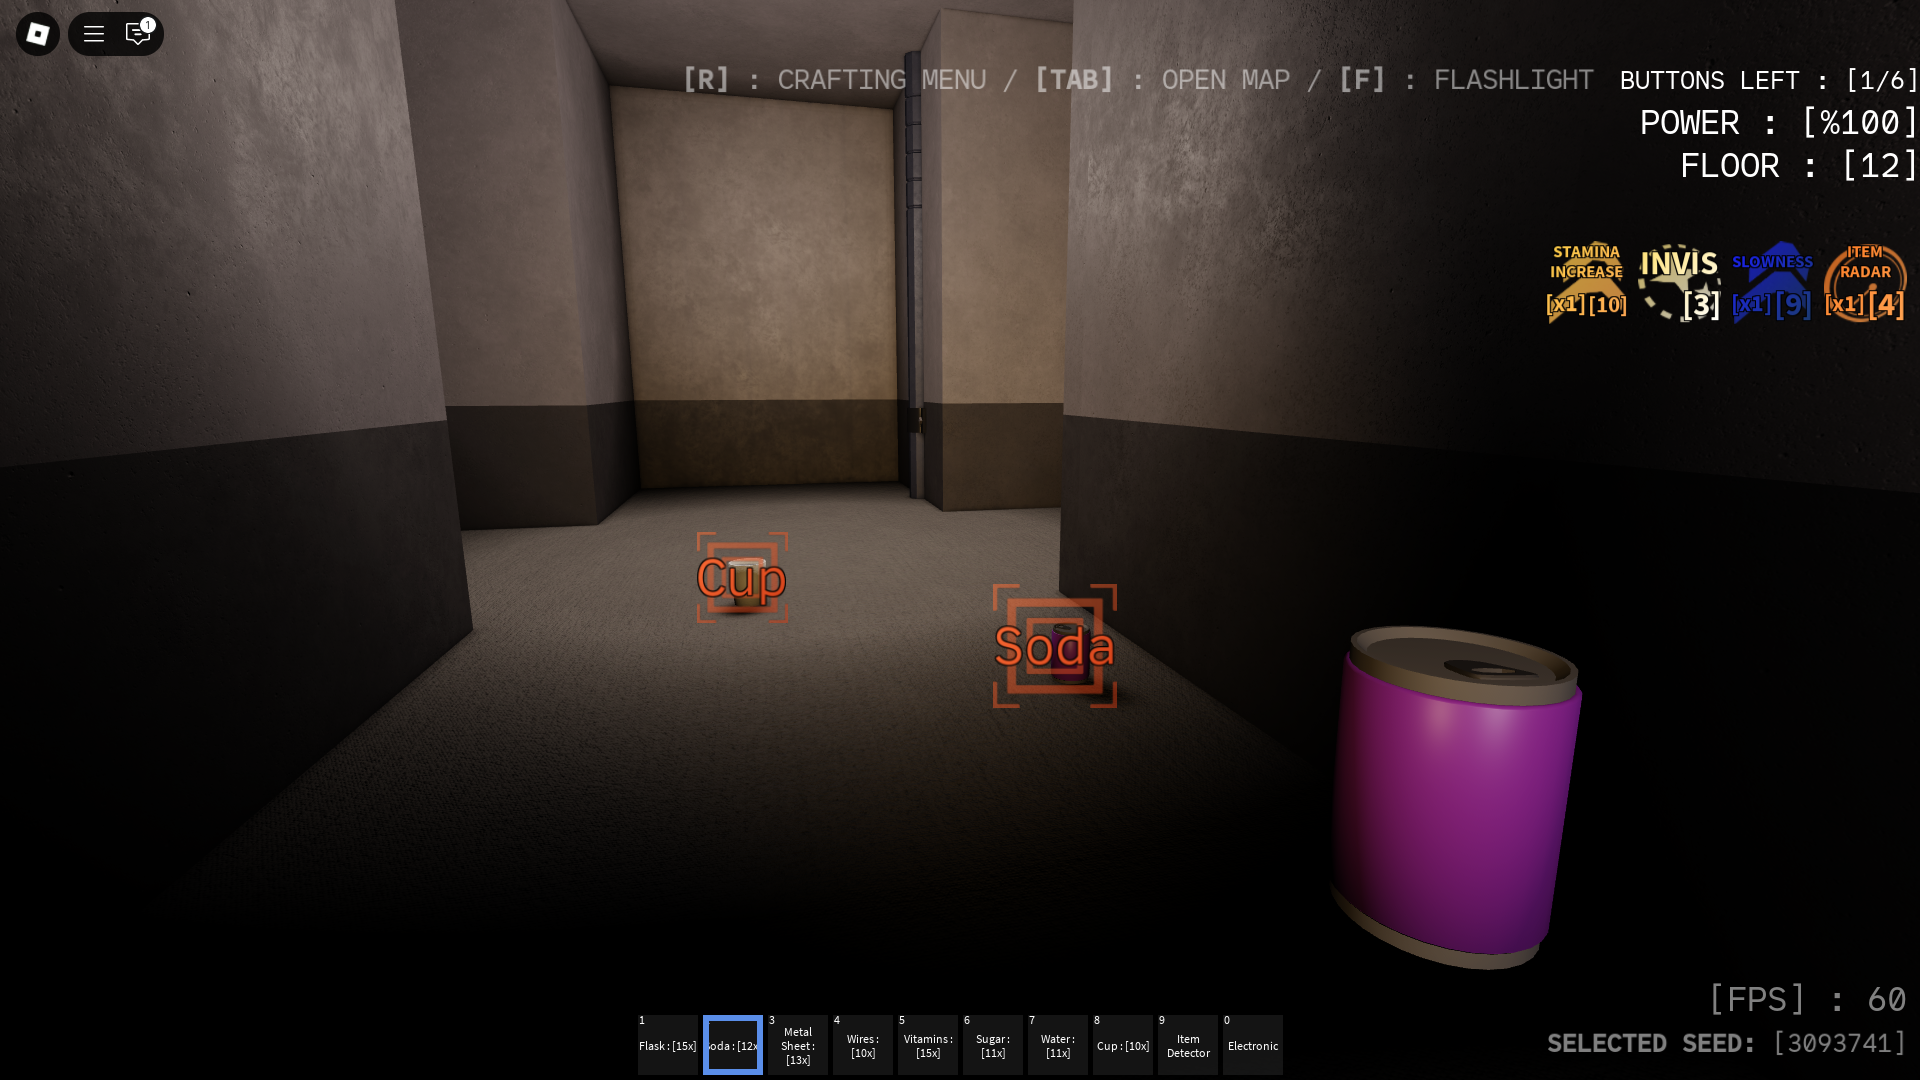 1
[R] : CRAFTING MENU / [TAB] : OPEN MAP / [F] : FLASHLIGHT
BUTTONS LEFT : [1/6]
POWER : [%100]
FLOOR : [12]
STAMINA
INCREASE
[x1][10]
INVIS
[3]
SLOWNESS
[x1][9]
ITEM
RADAR
[x1][4]
Cup
Soda
[FPS] : 60
SELECTED SEED: [3093741]
1
Flask : [15x]
oda : [12x
3
Metal
Sheet :
[13x]
4
Wires :
[10x]
5
Vitamins :
[15x]
6
Sugar :
[11x]
7
Water :
[11x]
8
Cup : [10x]
9
Item
Detector
0
Electronic